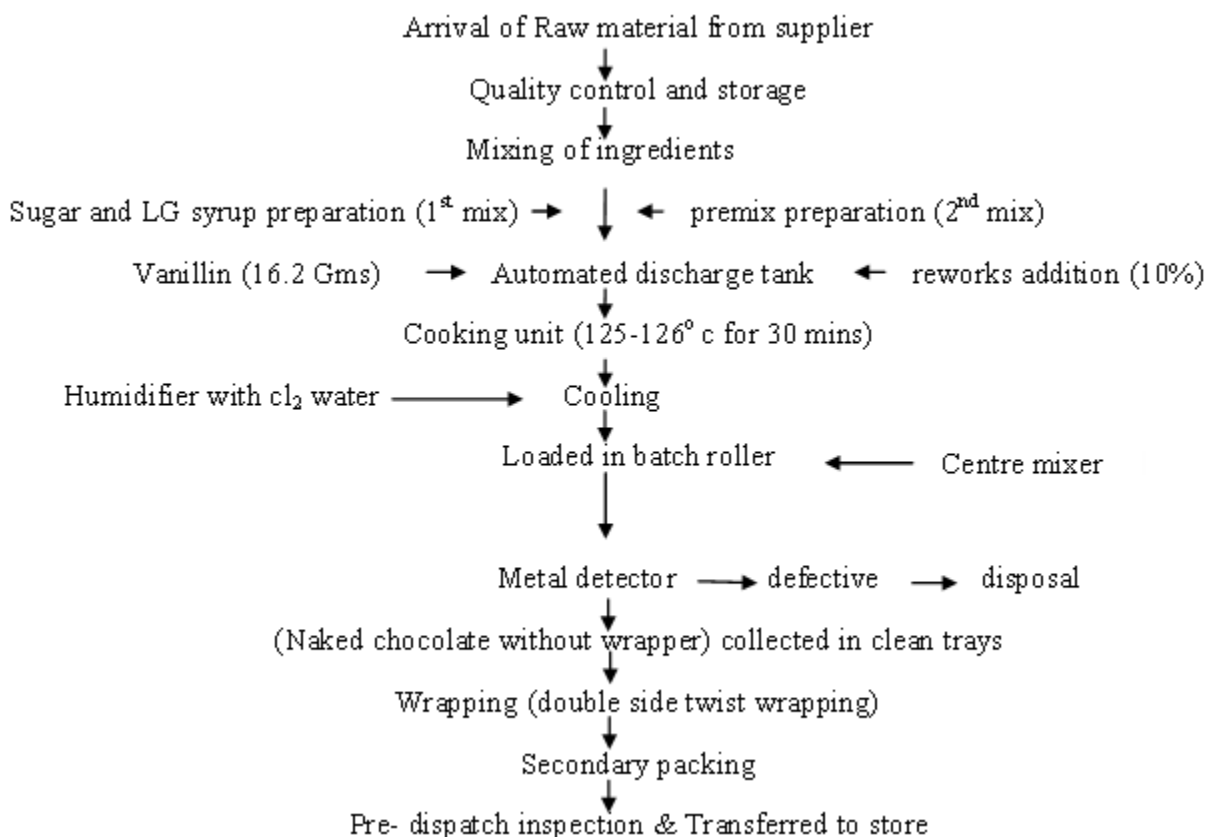 Arrival of Raw material from supplier
Quality control and storage
Mixing of ingredients
Sugar and LG syrup preparation (1st mix) premix preparation (2nd mix)
Vanillin (16.2 Gms) Automated discharge tank reworks addition (10%)
Cooking unit (125-126° c for 30 mins)
Humidifier with cl₂ water Cooling
Loaded in batch roller Centre mixer
Metal detector defective disposal
(Naked chocolate without wrapper) collected in clean trays
Wrapping (double side twist wrapping)
Secondary packing
Pre- dispatch inspection & Transferred to store